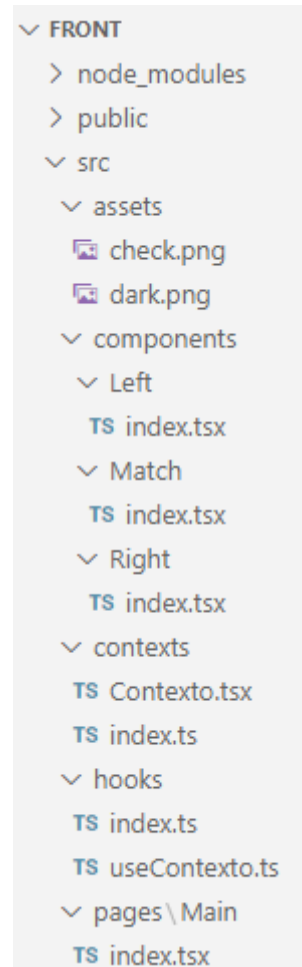 FRONT
node_modules
public
src
assets
check.png
dark.png
components
Left
TS index.tsx
Match
TS index.tsx
Right
TS index.tsx
contexts
TS Contexto.tsx
TS index.ts
hooks
TS index.ts
TS useContexto.ts
pages\Main
TS index.tsx